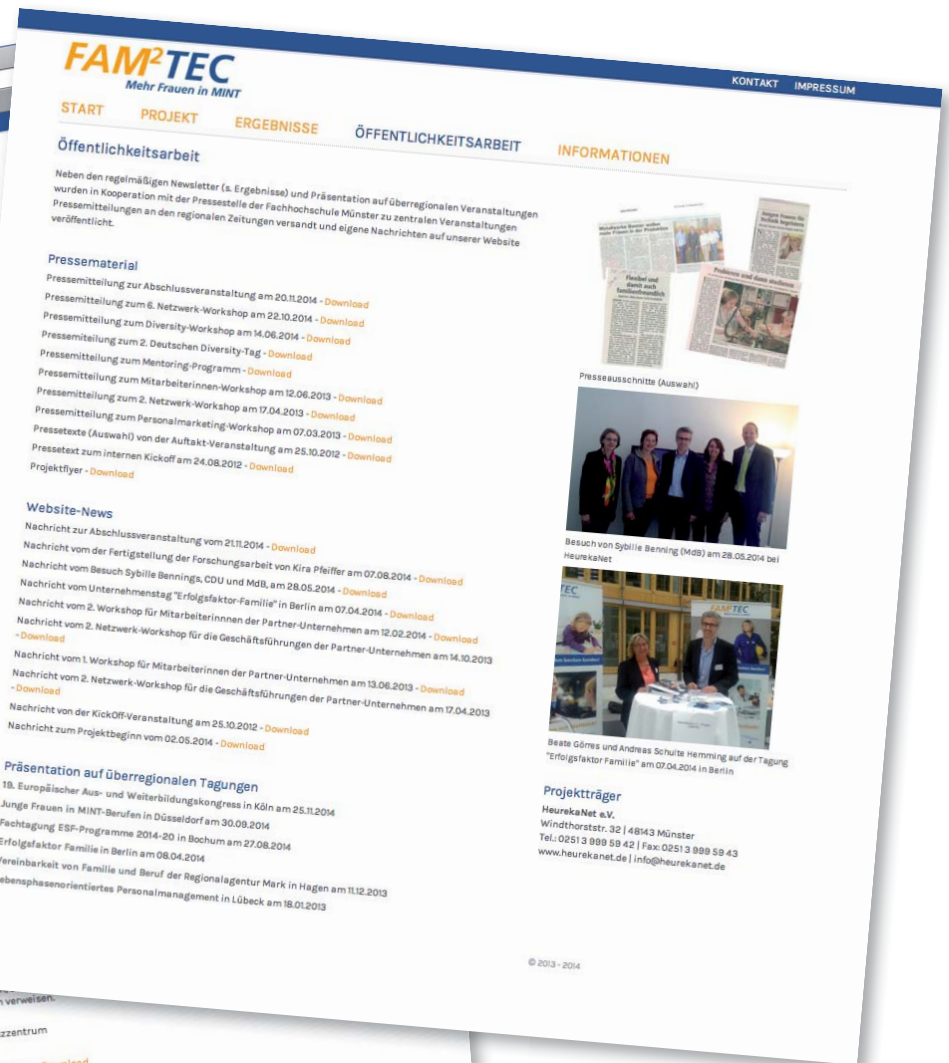 KONTAKT IMPRESSUM
FAM²TEC
Mehr Frauen in MINT
START PROJEKT ERGEBNISSE ÖFFENTLICHKEITSARBEIT INFORMATIONEN
Öffentlichkeitsarbeit
Neben den regelmäßigen Newsletter (s. Ergebnisse) und Präsentation auf überregionalen Veranstaltungen
wurden in Kooperation mit der Pressestelle der Fachhochschule Münster zu zentralen Veranstaltungen
Pressemitteilungen an den regionalen Zeitungen versandt und eigene Nachrichten auf unserer Website
veröffentlicht.
Pressematerial
Pressemitteilung zur Abschlussveranstaltung am 20.11.2014 - Download
Pressemitteilung zum 6. Netzwerk-Workshop am 22.10.2014 - Download
Pressemitteilung zum Diversity-Workshop am 14.06.2014 - Download
Pressemiteilung zum 2. Deutschen Diversity-Tag - Download
Pressemitteilung zum Mentoring-Programm - Download
Pressemitteilung zum Mitarbeiterinnen-Workshop am 12.06.2013 - Download
Pressemitteilung zum 2. Netzwerk-Workshop am 17.04.2013 - Download
Pressemitteilung zum Personalmarketing-Workshop am 07.03.2013 - Download
Pressetexte (Auswahl) von der Auftakt-Veranstaltung am 25.10.2012 - Download
Pressetext zum internen Kickoff am 24.08.2012 - Download
Projektflyer - Download
Website-News
Nachricht zur Abschlussveranstaltung vom 21.11.2014 - Download
Nachricht vom der Fertigstellung der Forschungsarbeit von Kira Pfeiffer am 07.08.2014 - Download
Nachricht vom Besuch Sybille Bennings, CDU und MdB, am 28.05.2014 - Download
Nachricht vom Unternehmenstag "Erfolgsfaktor-Familie" in Berlin am 07.04.2014 - Download
Nachricht vom 2. Workshop für Mitarbeiterinnnen der Partner-Unternehmen am 12.02.2014 - Download
Nachricht vom 2. Netzwerk-Workshop für die Geschäftsführungen der Partner-Unternehmen am 14.10.2013
- Download
Nachricht vom 1. Workshop für Mitarbeiterinnen der Partner-Unternehmen am 13.06.2013 - Download
Nachricht vom 2. Netzwerk-Workshop für die Geschäftsführungen der Partner-Unternehmen am 17.04.2013
- Download
Nachricht von der KickOff-Veranstaltung am 25.10.2012 - Download
Nachricht zum Projektbeginn vom 02.05.2014 - Download
Präsentation auf überregionalen Tagungen
19. Europäischer Aus- und Weiterbildungskongress in Köln am 25.11.2014
Junge Frauen in MINT-Berufen in Düsseldorf am 30.09.2014
Fachtagung ESF-Programme 2014-20 in Bochum am 27.08.2014
Erfolgsfaktor Familie in Berlin am 08.04.2014
Vereinbarkeit von Familie und Beruf der Regionalagentur Mark in Hagen am 11.12.2013
ebensphasenorientiertes Personalmanagement in Lübeck am 18.01.2013
Flexibel und
damit auch
familienfreundlich
Probieren und dann studieren
Presseausschnitte (Auswahl)
Besuch von Sybille Benning (MdB) am 28.05.2014 bei
HeurekaNet
TEC
FAM²TEC
Beate Görres und Andreas Schulte Hemming auf der Tagung
"Erfolgsfaktor Familie" am 07.04.2014 in Berlin
Projektträger
HeurekaNet e.V.
Windthorststr. 32 | 48143 Münster
Tel.: 0251 3 999 59 42 | Fax: 0251 3 999 59 43
www.heurekanet.de | info@heurekanet.de
© 2013 - 2014
verweisen.
zzentrum
Download